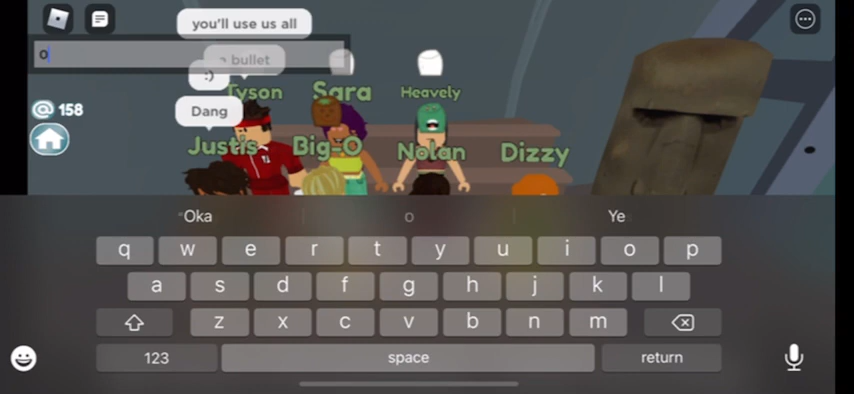 you'll use us all
o
a bullet
:)
Dang
158
Tyson
Sara
Heavely
Justis
Big-O
Nolan
Dizzy
"Oka
o
Ye
q w e r t y u i o p
a s d f g h j k l
z x c v b n m
123
space
return